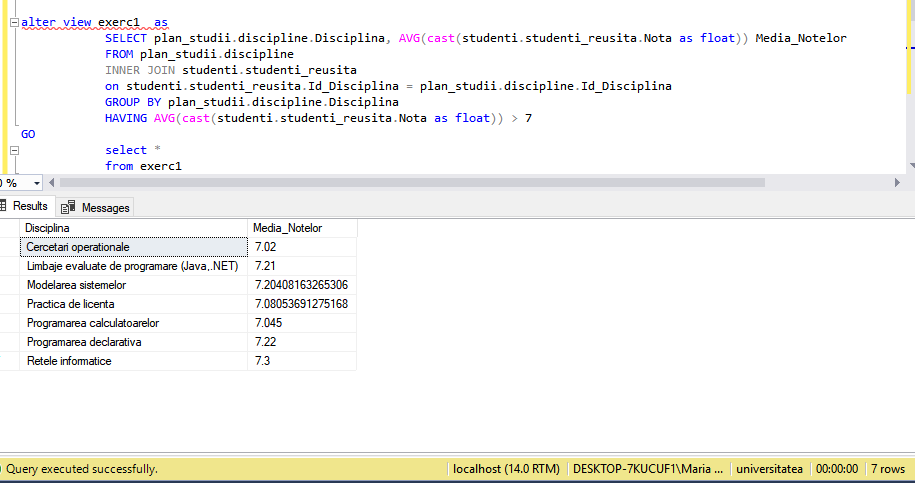 alter view exerc1 as
SELECT plan_studii.discipline.Disciplina, AVG(cast(studenti.studenti_reusita.Nota as float)) Media_Notelor
FROM plan_studii.discipline
INNER JOIN studenti.studenti_reusita
on studenti.studenti_reusita.Id_Disciplina = plan_studii.discipline.Id_Disciplina
GROUP BY plan_studii.discipline.Disciplina
HAVING AVG(cast(studenti.studenti_reusita.Nota as float)) > 7
GO
select *
from exerc1
0 %
Results Messages
Disciplina Media_Notelor
Cercetari operationale 7.02
Limbaje evaluate de programare (Java,.NET) 7.21
Modelarea sistemelor 7.20408163265306
Practica de licenta 7.08053691275168
Programarea calculatoarelor 7.045
Programarea declarativa 7.22
Retele informatice 7.3
Query executed successfully. localhost (14.0 RTM) DESKTOP-7KUCUF1\Maria ... universitatea 00:00:00 7 rows